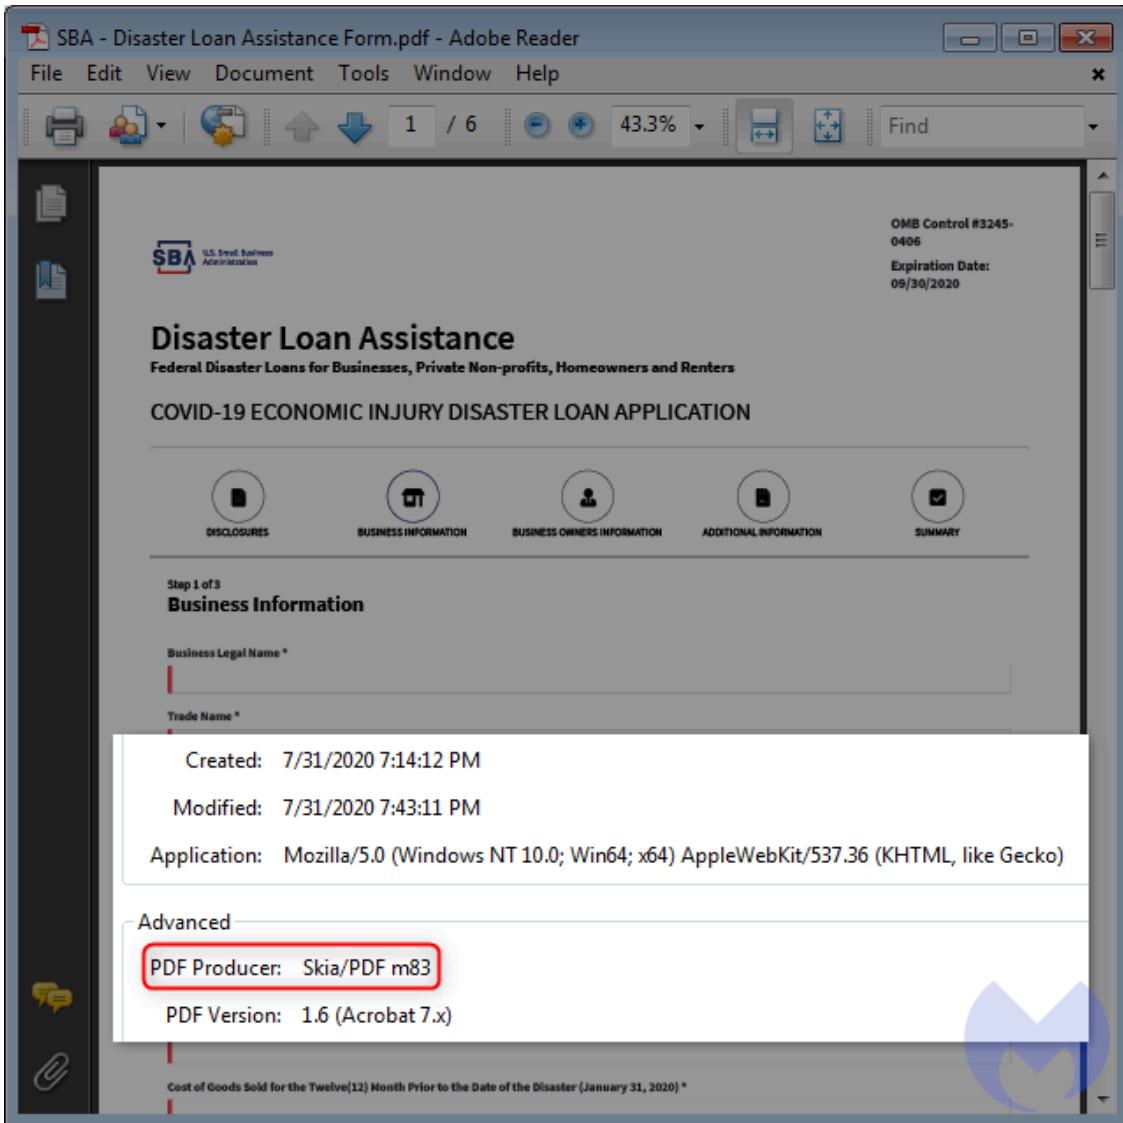 SBA - Disaster Loan Assistance Form.pdf - Adobe Reader
File Edit View Document Tools Window Help
1 / 6 43.3% Find
OMB Control #3245-
0406
SBA U.S. Small Business
Administration
Expiration Date:
09/30/2020
Disaster Loan Assistance
Federal Disaster Loans for Businesses, Private Non-profits, Homeowners and Renters
COVID-19 ECONOMIC INJURY DISASTER LOAN APPLICATION
DISCLOSURES BUSINESS INFORMATION BUSINESS OWNERS INFORMATION ADDITIONAL INFORMATION SUMMARY
Step 1 of 3
Business Information
Business Legal Name *
Trade Name *
Created: 7/31/2020 7:14:12 PM
Modified: 7/31/2020 7:43:11 PM
Application: Mozilla/5.0 (Windows NT 10.0; Win64; x64) AppleWebKit/537.36 (KHTML, like Gecko)
Advanced
PDF Producer: Skia/PDF m83
PDF Version: 1.6 (Acrobat 7.x)
Cost of Goods Sold for the Twelve(12) Month Prior to the Date of the Disaster (January 31, 2020) *